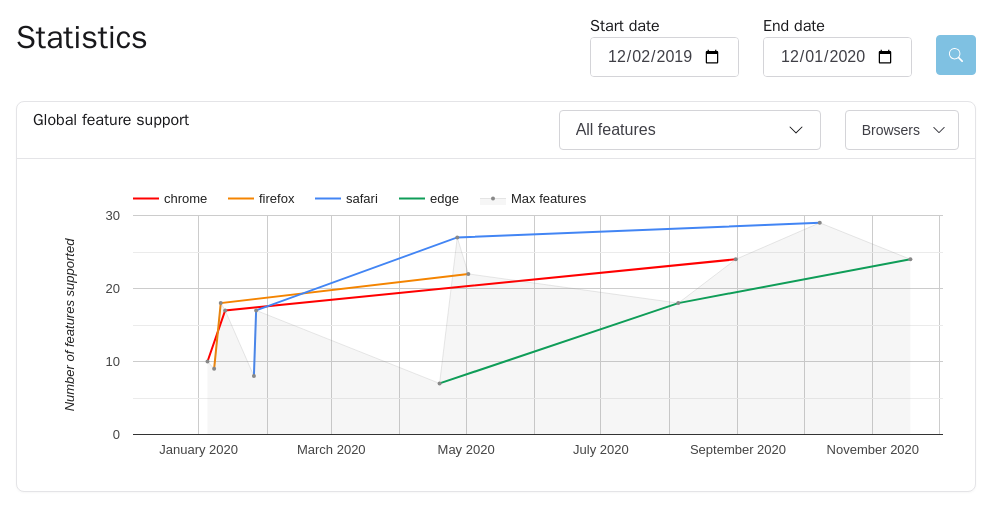 Statistics
Start date
End date
12/02/2019
12/01/2020
Global feature support
All features
Browsers
chrome
firefox
safari
edge
Max features
Number of features supported
30
20
10
0
January 2020
March 2020
May 2020
July 2020
September 2020
November 2020